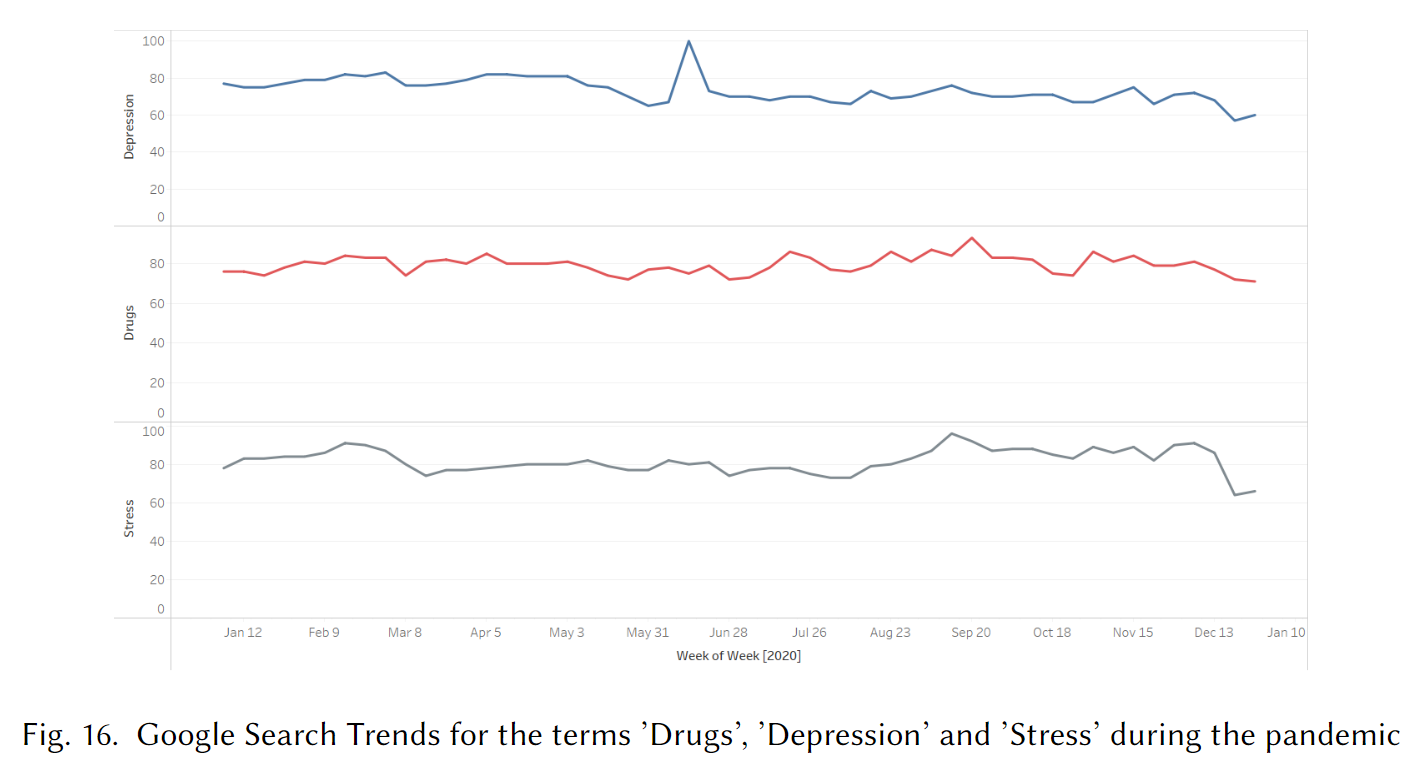 100
80
60
40
20
0
Depression
80
60
40
20
0
Drugs
100
80
60
40
20
0
Stress
Jan 12 Feb 9 Mar 8 Apr 5 May 3 May 31 Jun 28 Jul 26 Aug 23 Sep 20 Oct 18 Nov 15 Dec 13 Jan 10
Week of Week [2020]
Fig. 16. Google Search Trends for the terms ’Drugs’, ’Depression’ and ’Stress’ during the pandemic